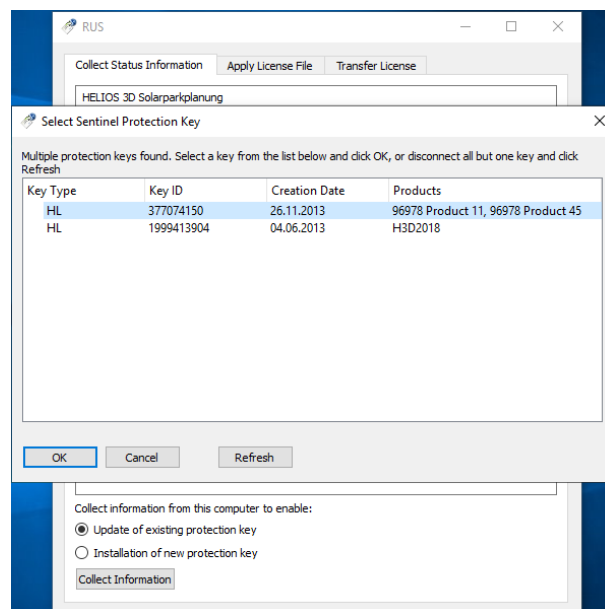 RUS
Collect Status Information Apply License File Transfer License
HELIOS 3D Solarparkplanung
Select Sentinel Protection Key
Multiple protection keys found. Select a key from the list below and click OK, or disconnect all but one key and click
Refresh
Key Type Key ID Creation Date Products
HL 377074150 26.11.2013 96978 Product 11, 96978 Product 45
HL 1999413904 04.06.2013 H3D2018
OK Cancel Refresh
Collect information from this computer to enable:
Update of existing protection key
Installation of new protection key
Collect Information